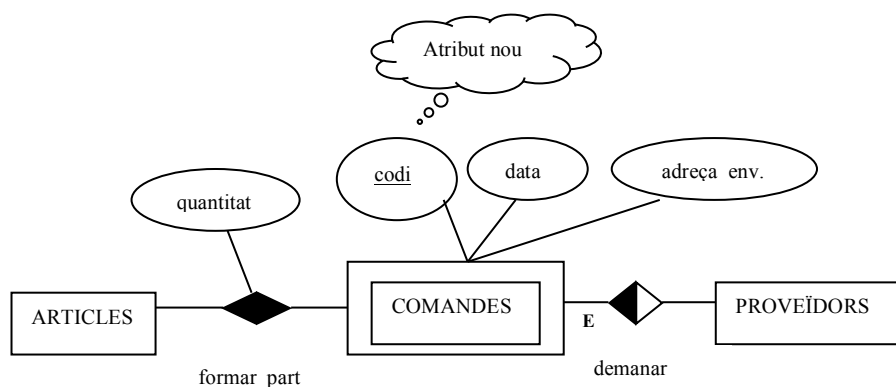 Atribut nou
codi
data
adreça env.
quantitat
ARTICLES
COMANDES
E
PROVEÏDORS
formar part
demanar